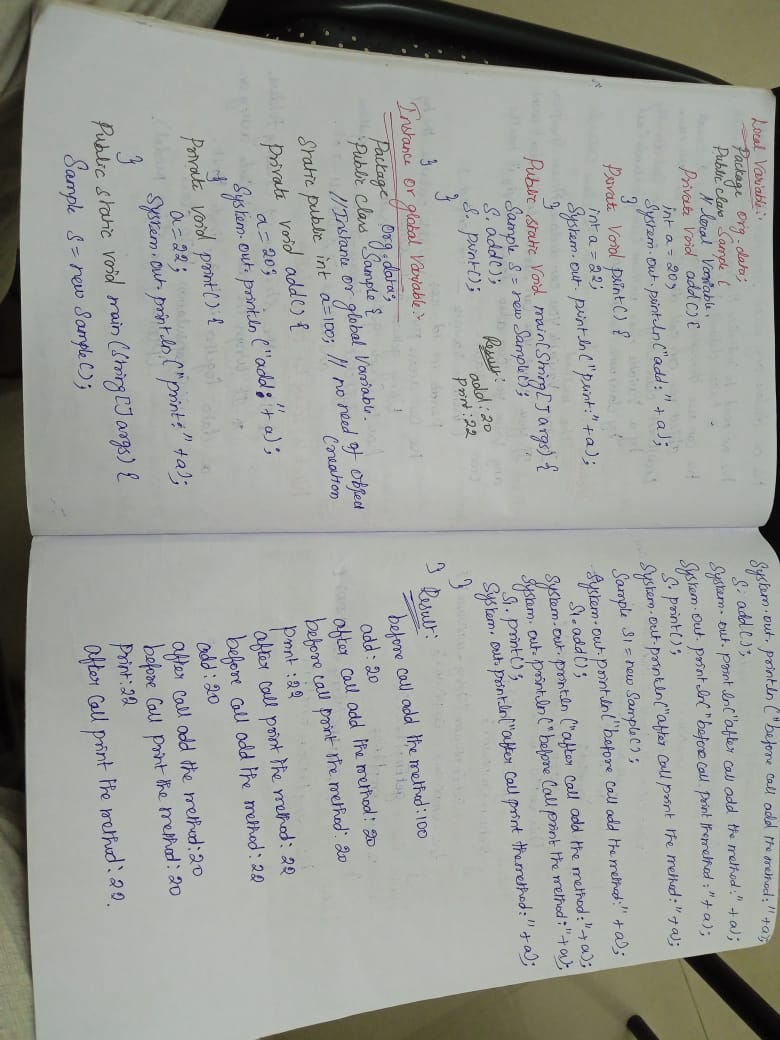 Local Variable:-
Package org.data;
Public class Sample {
// local Variable.
Private Void add() {
int a = 20;
System.out.println("add:" + a);
}
Private Void print() {
int a = 22;
System.out.println("print:" +a);
}
Public static Void main(String[] args) {
Sample S = new Sample();
S. add();
S. print();
}
}
Result:
add:20
print:22
Instance or global Variable:-
Package Org.data;
Public Class Sample {
//Instance or global Variable.
Static public int a=100; // no need of Object
Creation
Private void add() {
a = 20;
System.out.println ("add:" + a);
}
Private void print() {
a = 22;
System.out.println ("print:" +a);
}
Public static void main (String[] args) {
Sample S = new Sample();
System.out.println ("before call add the method:" +a);
S. add();
System.out.println("after call add the method:" +a);
System.out.println("before call print the method:" +a);
S. print();
System.out.println("after call print the method:" +a);
Sample S1 = new Sample();
System.out.println("before call add the method:" +a);
S1.add();
System.out.println ("after call add the method:" +a);
System.out.println("before call print the method:" +a);
S1. print();
System.out.println("after call print the method:" +a);
}
}
Result:
before call add the method:100
add: 20
after call add the method: 20
before call print the method: 20
print :22
after call print the method: 22
before call add the method: 22
add: 20
after call add the method:20
before call print the method: 20
Print:22
after call print the method: 22.